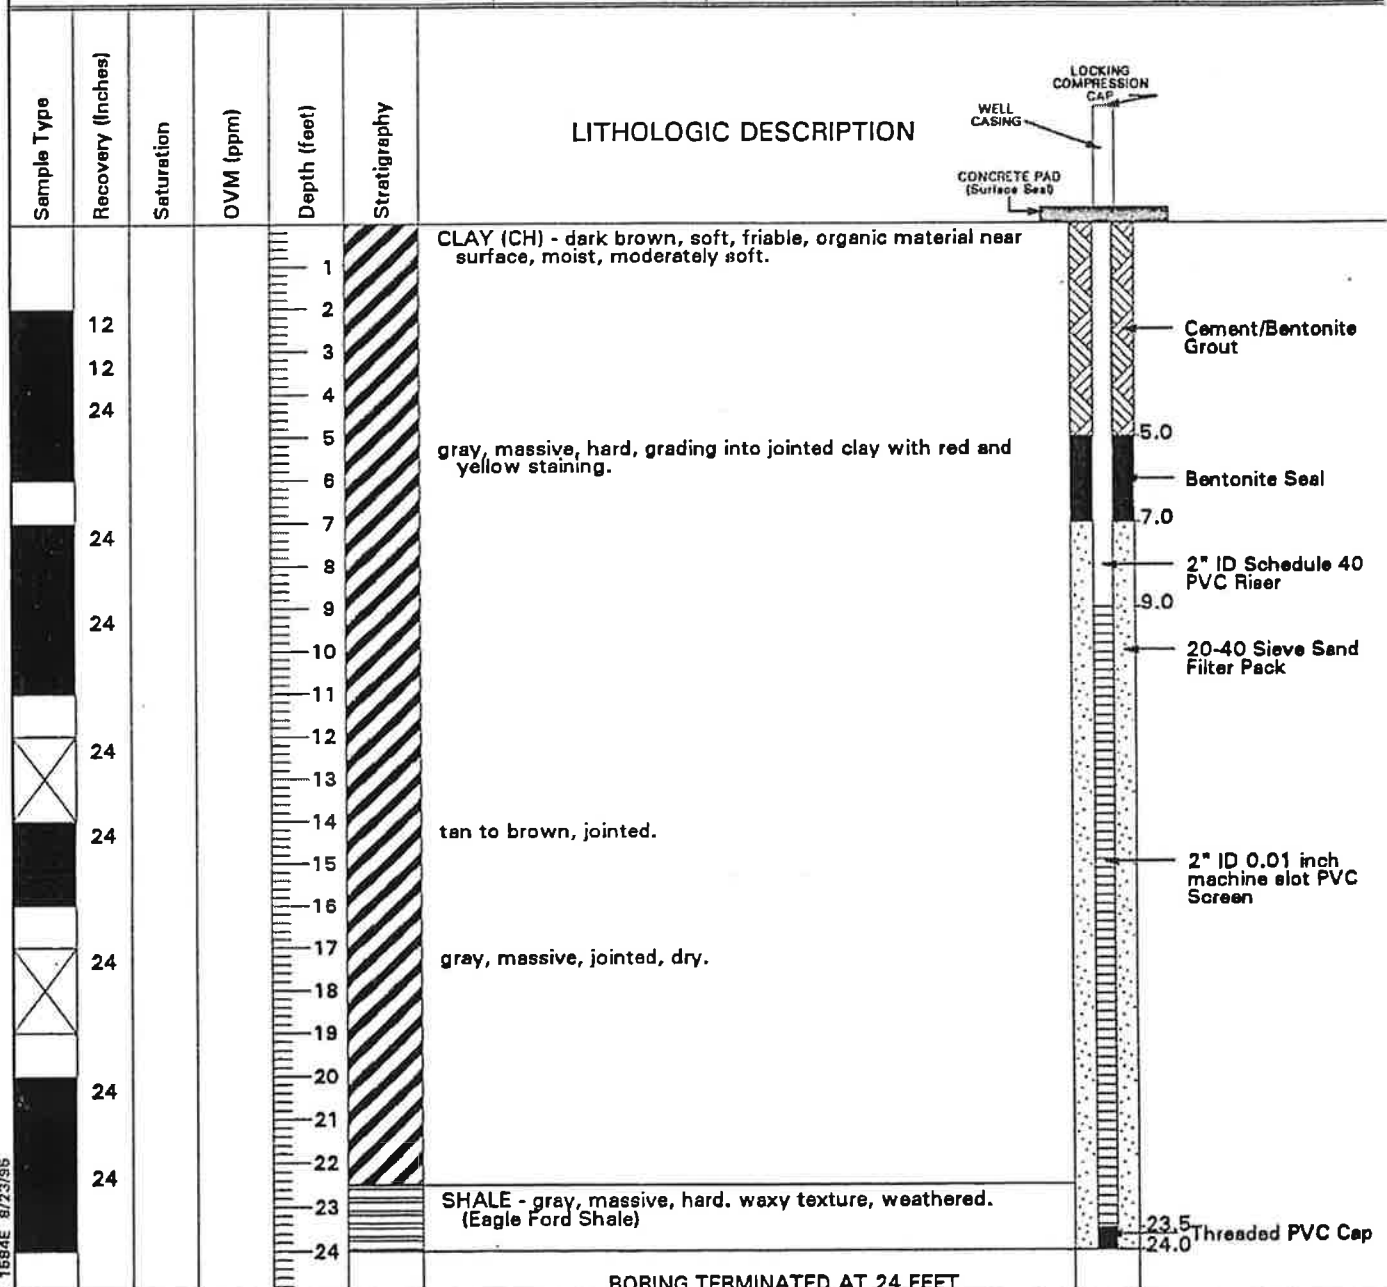 Sample Type
Recovery (Inches)
Saturation
OVM (ppm)
Depth (feet)
Stratigraphy
LITHOLOGIC DESCRIPTION
LOCKING
COMPRESSION
CAP
WELL
CASING
CONCRETE PAD
(Surface Seal)
CLAY (CH) - dark brown, soft, friable, organic material near
surface, moist, moderately soft.
1
2
12
Cement/Bentonite
Grout
3
12
4
24
5
5.0
gray, massive, hard, grading into jointed clay with red and
yellow staining.
6
Bentonite Seal
7
7.0
24
8
2" ID Schedule 40
PVC Riser
9
9.0
24
10
20-40 Sieve Sand
Filter Pack
11
12
24
13
14
24
tan to brown, jointed.
15
2" ID 0.01 inch
machine slot PVC
Screen
16
17
24
gray, massive, jointed, dry.
18
19
20
24
21
22
24
SHALE - gray, massive, hard. waxy texture, weathered.
(Eagle Ford Shale)
23
23.5
Threaded PVC Cap
24
24.0
BORING TERMINATED AT 24 FEET
1684E 8/23/96